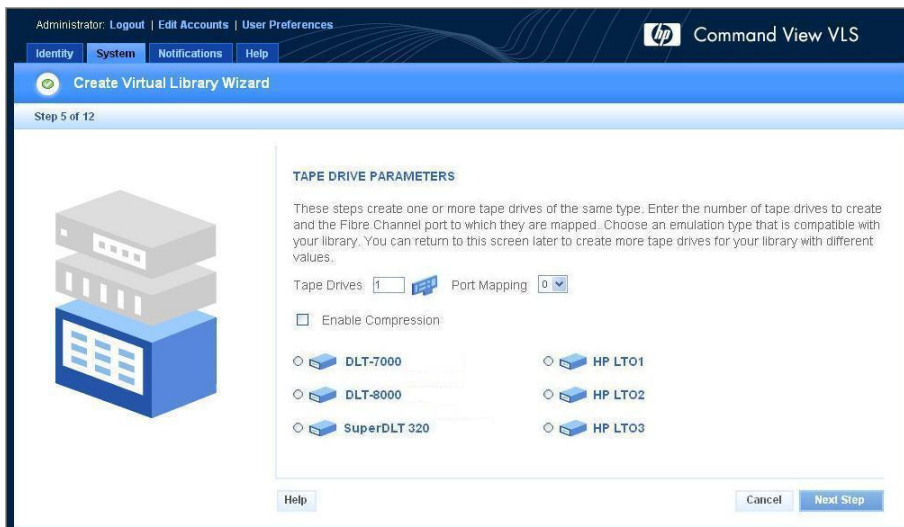 Administrator: Logout | Edit Accounts | User Preferences
hp Command View VLS
Identity System Notifications Help
Create Virtual Library Wizard
Step 5 of 12
TAPE DRIVE PARAMETERS
These steps create one or more tape drives of the same type. Enter the number of tape drives to create
and the Fibre Channel port to which they are mapped. Choose an emulation type that is compatible with
your library. You can return to this screen later to create more tape drives for your library with different
values.
Tape Drives 1 Port Mapping 0
Enable Compression
DLT-7000 HP LTO1
DLT-8000 HP LTO2
SuperDLT 320 HP LTO3
Help Cancel Next Step